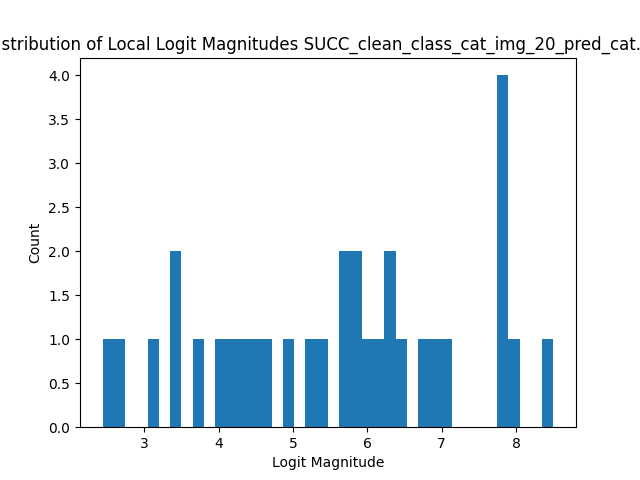 stribution of Local Logit Magnitudes SUCC_clean_class_cat_img_20_pred_cat.
4.0
3.5
3.0
2.5
2.0
1.5
1.0
0.5
0.0
Count
3 4 5 6 7 8
Logit Magnitude